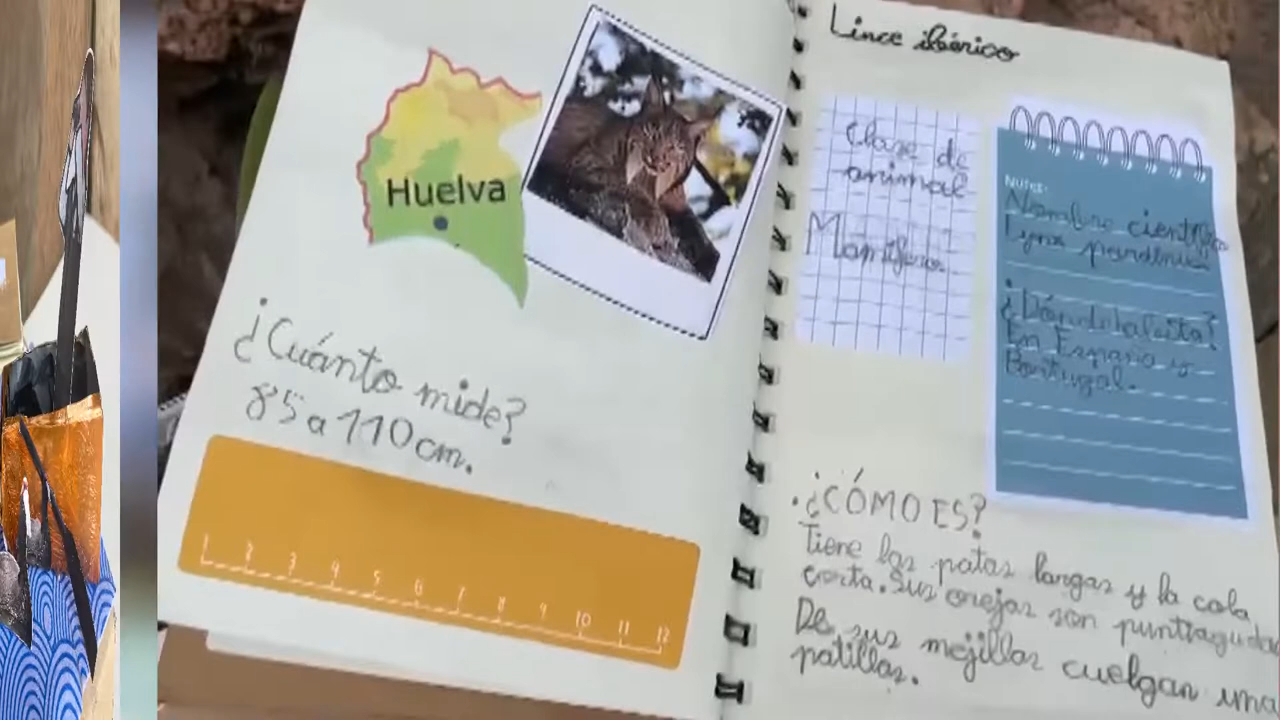 Huelva
¿Cuánto mide?
85 a 110 cm.
1 2 3 4 5 6 7 8 9 10 11 12
Lince ibérico
Clase de
animal
Mamíferos
Notes:
Nombre científico
Lynx pardinus
¿Dónde habita?
En España y
Portugal.
.¿CÓMO ES?
Tiene las patas largas y la cola
corta. Sus orejas son puntiagudas
De sus mejillas cuelgan unas
patillas.